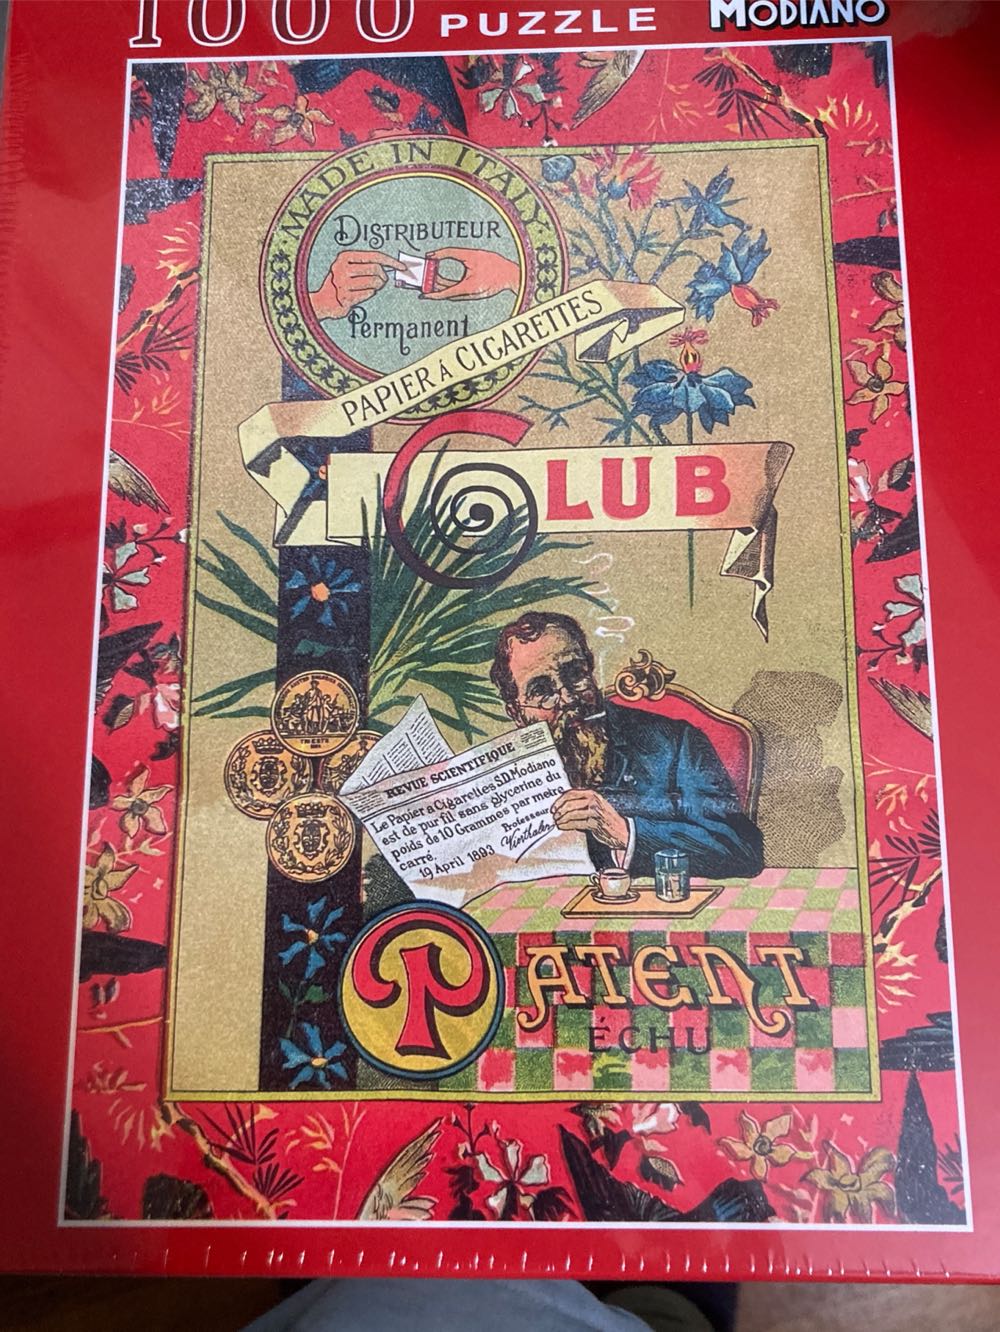 1000 PUZZLE MODIANO
·MADE IN ITALY·
DISTRIBUTEUR
Permanent
PAPIER À CIGARETTES
CLUB
REVUE SCIENTIFIQUE
Le Papier a Cigarettes S.D. Modiano
est de pur fil sans glycerine du
poids de 10 Grammes par metre
carré.
Professeur
19 April 1893
PATENT
ÉCHU